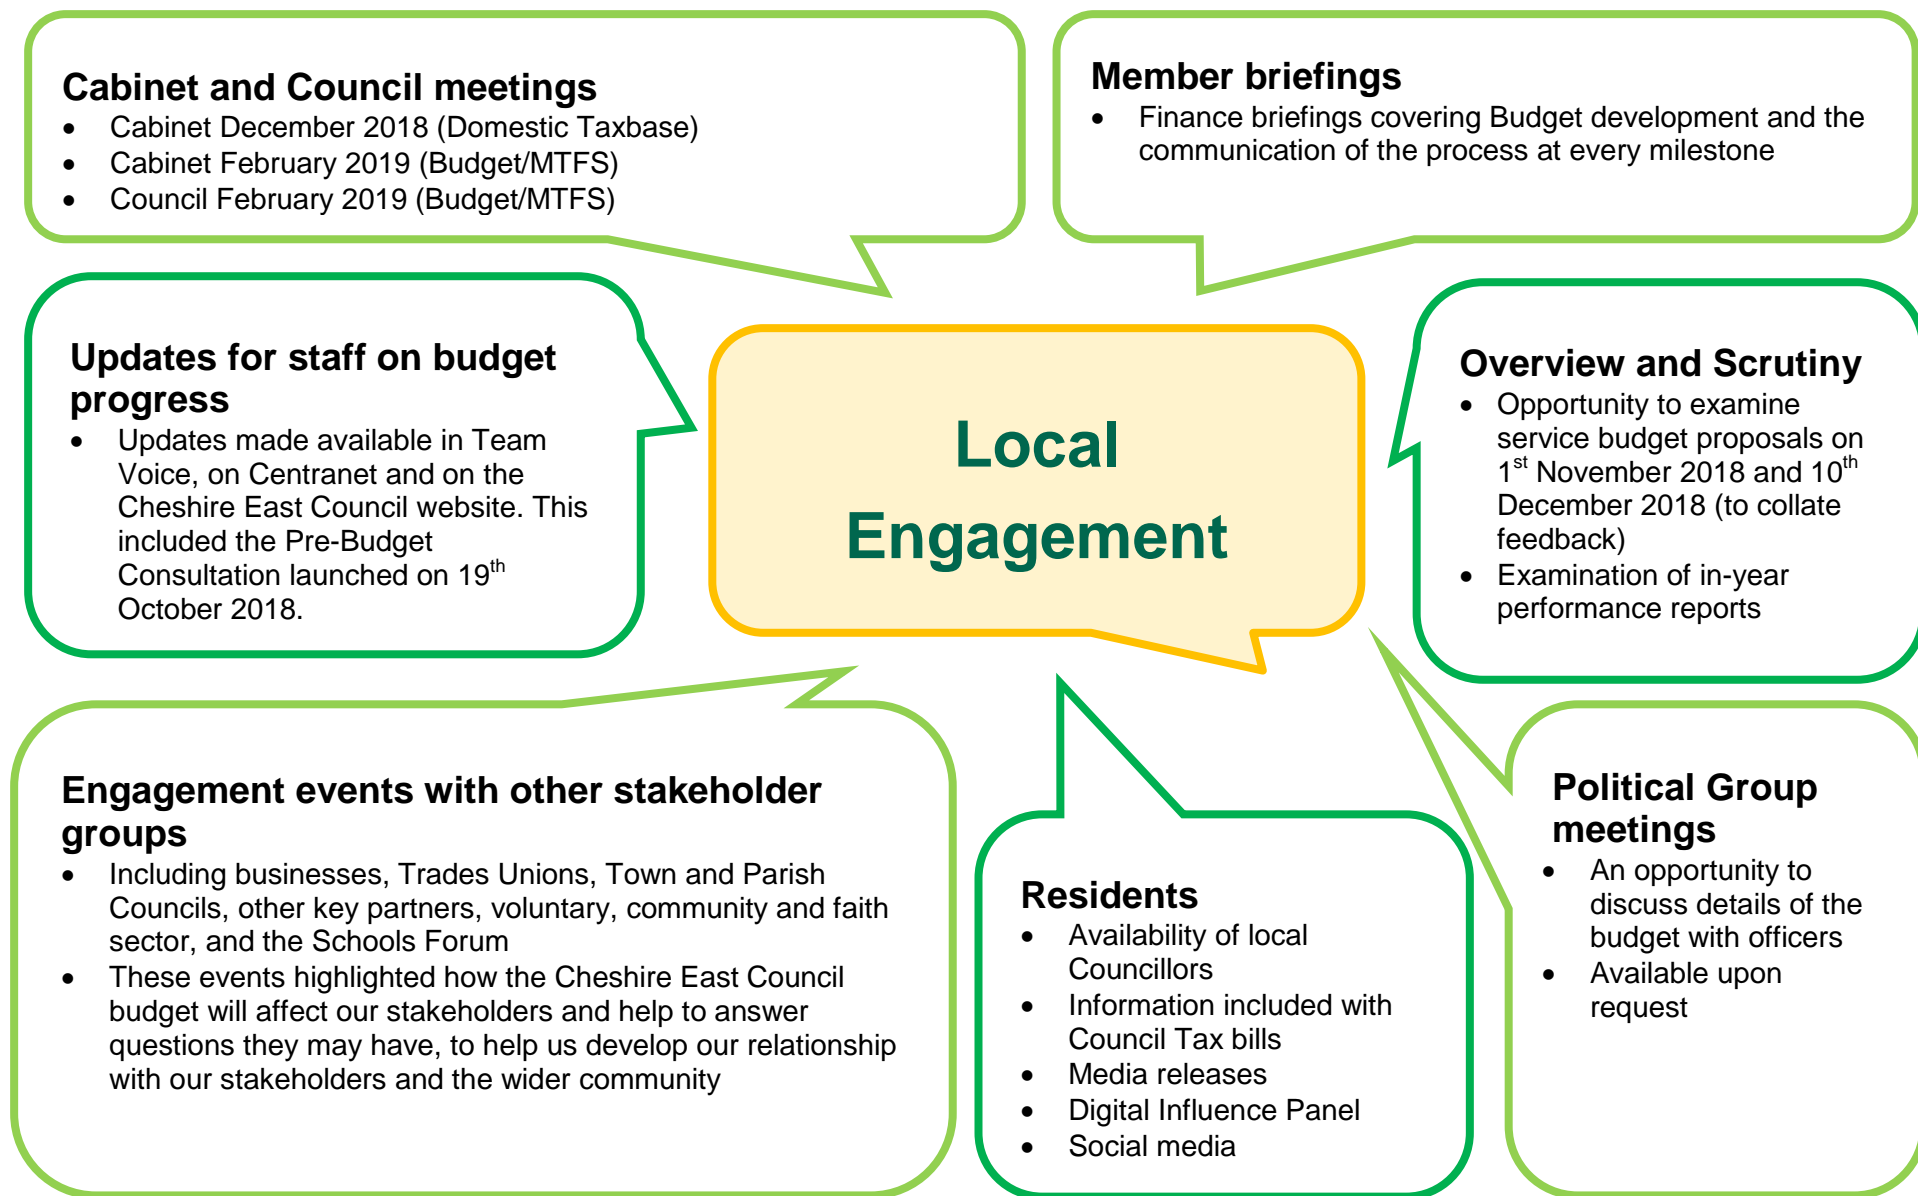 Cabinet and Council meetings
• Cabinet December 2018 (Domestic Taxbase)
• Cabinet February 2019 (Budget/MTFS)
• Council February 2019 (Budget/MTFS)
Member briefings
• Finance briefings covering Budget development and the
communication of the process at every milestone
Updates for staff on budget
progress
• Updates made available in Team
Voice, on Centranet and on the
Cheshire East Council website. This
included the Pre-Budget
Consultation launched on 19th
October 2018.
Local
Engagement
Overview and Scrutiny
• Opportunity to examine
service budget proposals on
1st November 2018 and 10th
December 2018 (to collate
feedback)
• Examination of in-year
performance reports
Engagement events with other stakeholder
groups
• Including businesses, Trades Unions, Town and Parish
Councils, other key partners, voluntary, community and faith
sector, and the Schools Forum
• These events highlighted how the Cheshire East Council
budget will affect our stakeholders and help to answer
questions they may have, to help us develop our relationship
with our stakeholders and the wider community
Residents
• Availability of local
Councillors
• Information included with
Council Tax bills
• Media releases
• Digital Influence Panel
• Social media
Political Group
meetings
• An opportunity to
discuss details of the
budget with officers
• Available upon
request